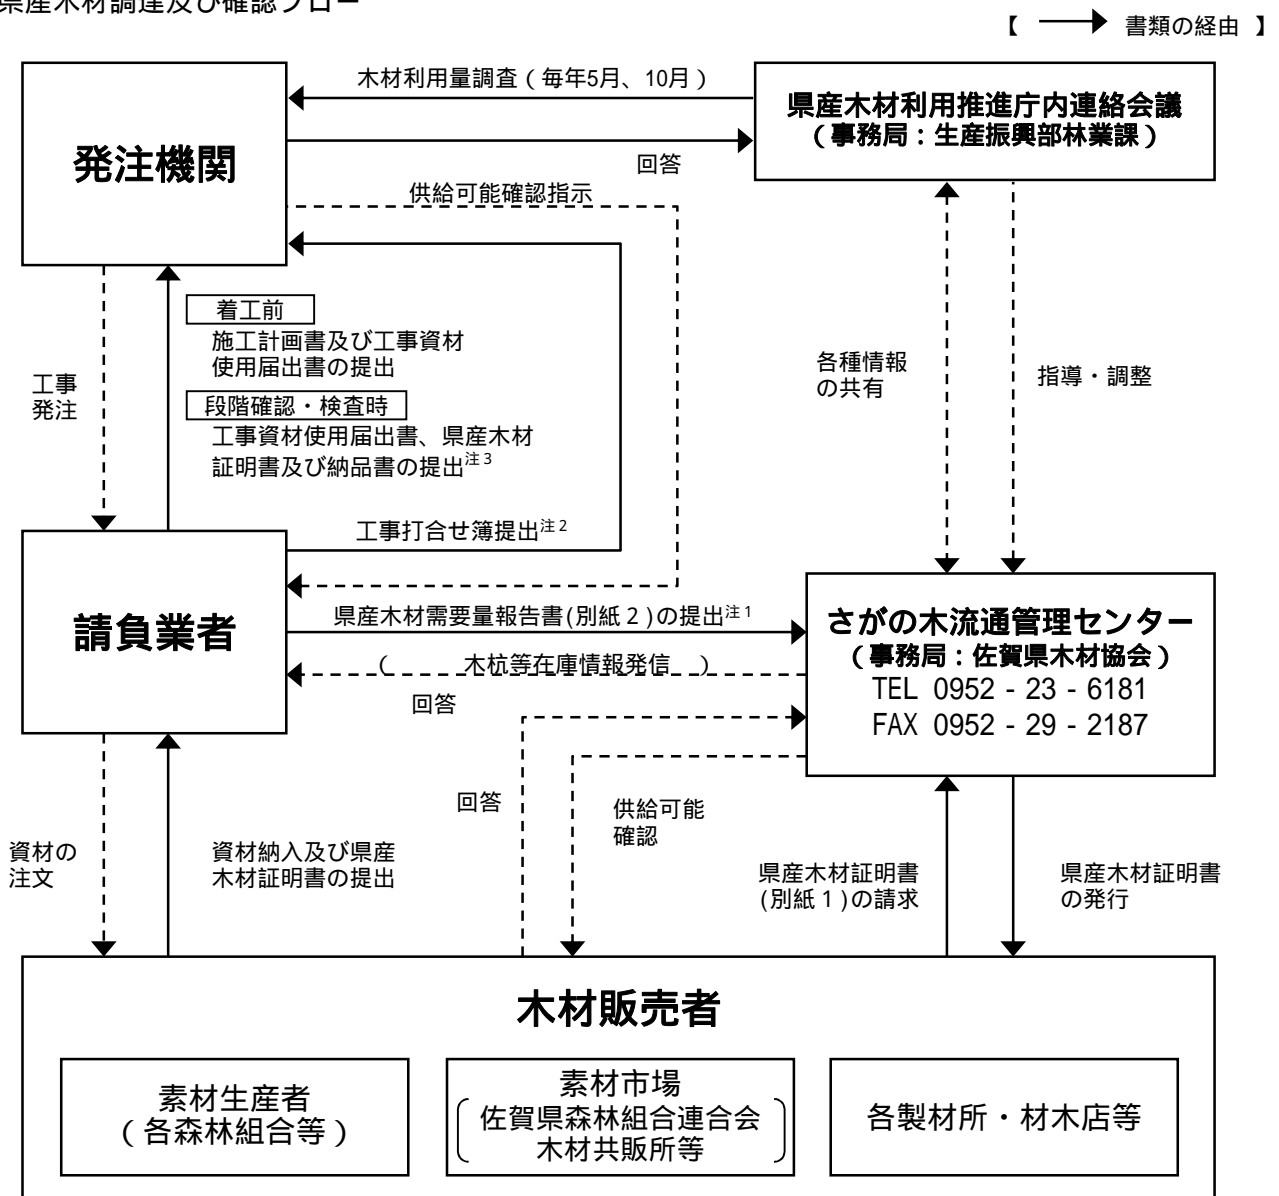 県産木材調達及び確認フロー
【 → 書類の経由 】
木材利用量調査（毎年5月、10月）
県産木材利用推進庁内連絡会議
（事務局：生産振興部林業課）
発注機関
回答
供給可能確認指示
着工前
施工計画書及び工事資材
使用届出書の提出
工事
発注
段階確認・検査時
工事資材使用届出書、県産木材
証明書及び納品書の提出注３
各種情報
の共有
指導・調整
工事打合せ簿提出注２
請負業者
県産木材需要量報告書(別紙２)の提出注１
（ 木杭等在庫情報発信 ）
回答
さがの木流通管理センター
（事務局：佐賀県木材協会）
TEL 0952 - 23 - 6181
FAX 0952 - 29 - 2187
回答
供給可能
確認
資材の
注文
資材納入及び県産
木材証明書の提出
県産木材証明書
(別紙１)の請求
県産木材証明書
の発行
木材販売者
素材生産者
（各森林組合等）
素材市場
佐賀県森林組合連合会
木材共販所等
各製材所・材木店等